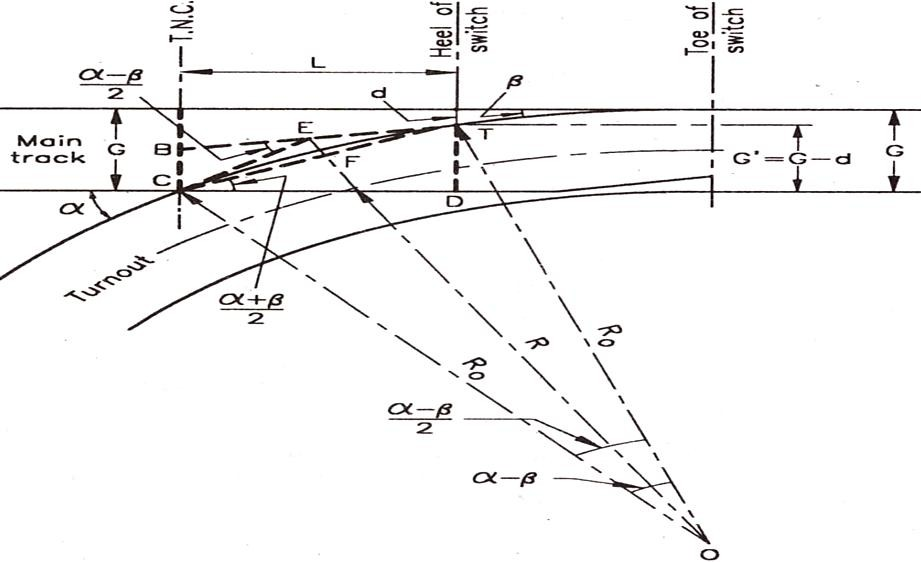 T.N.C.
Heel of
switch
Toe of
switch
L
α−β
2
d
β
Main
track
G
B
E
T
F
G'=G−d
G
C
D
α
Turnout
α+β
2
R₀
R
R₀
α−β
2
α−β
O